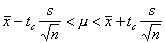 x̄ − t_c s/√n < μ < x̄ + t_c s/√n